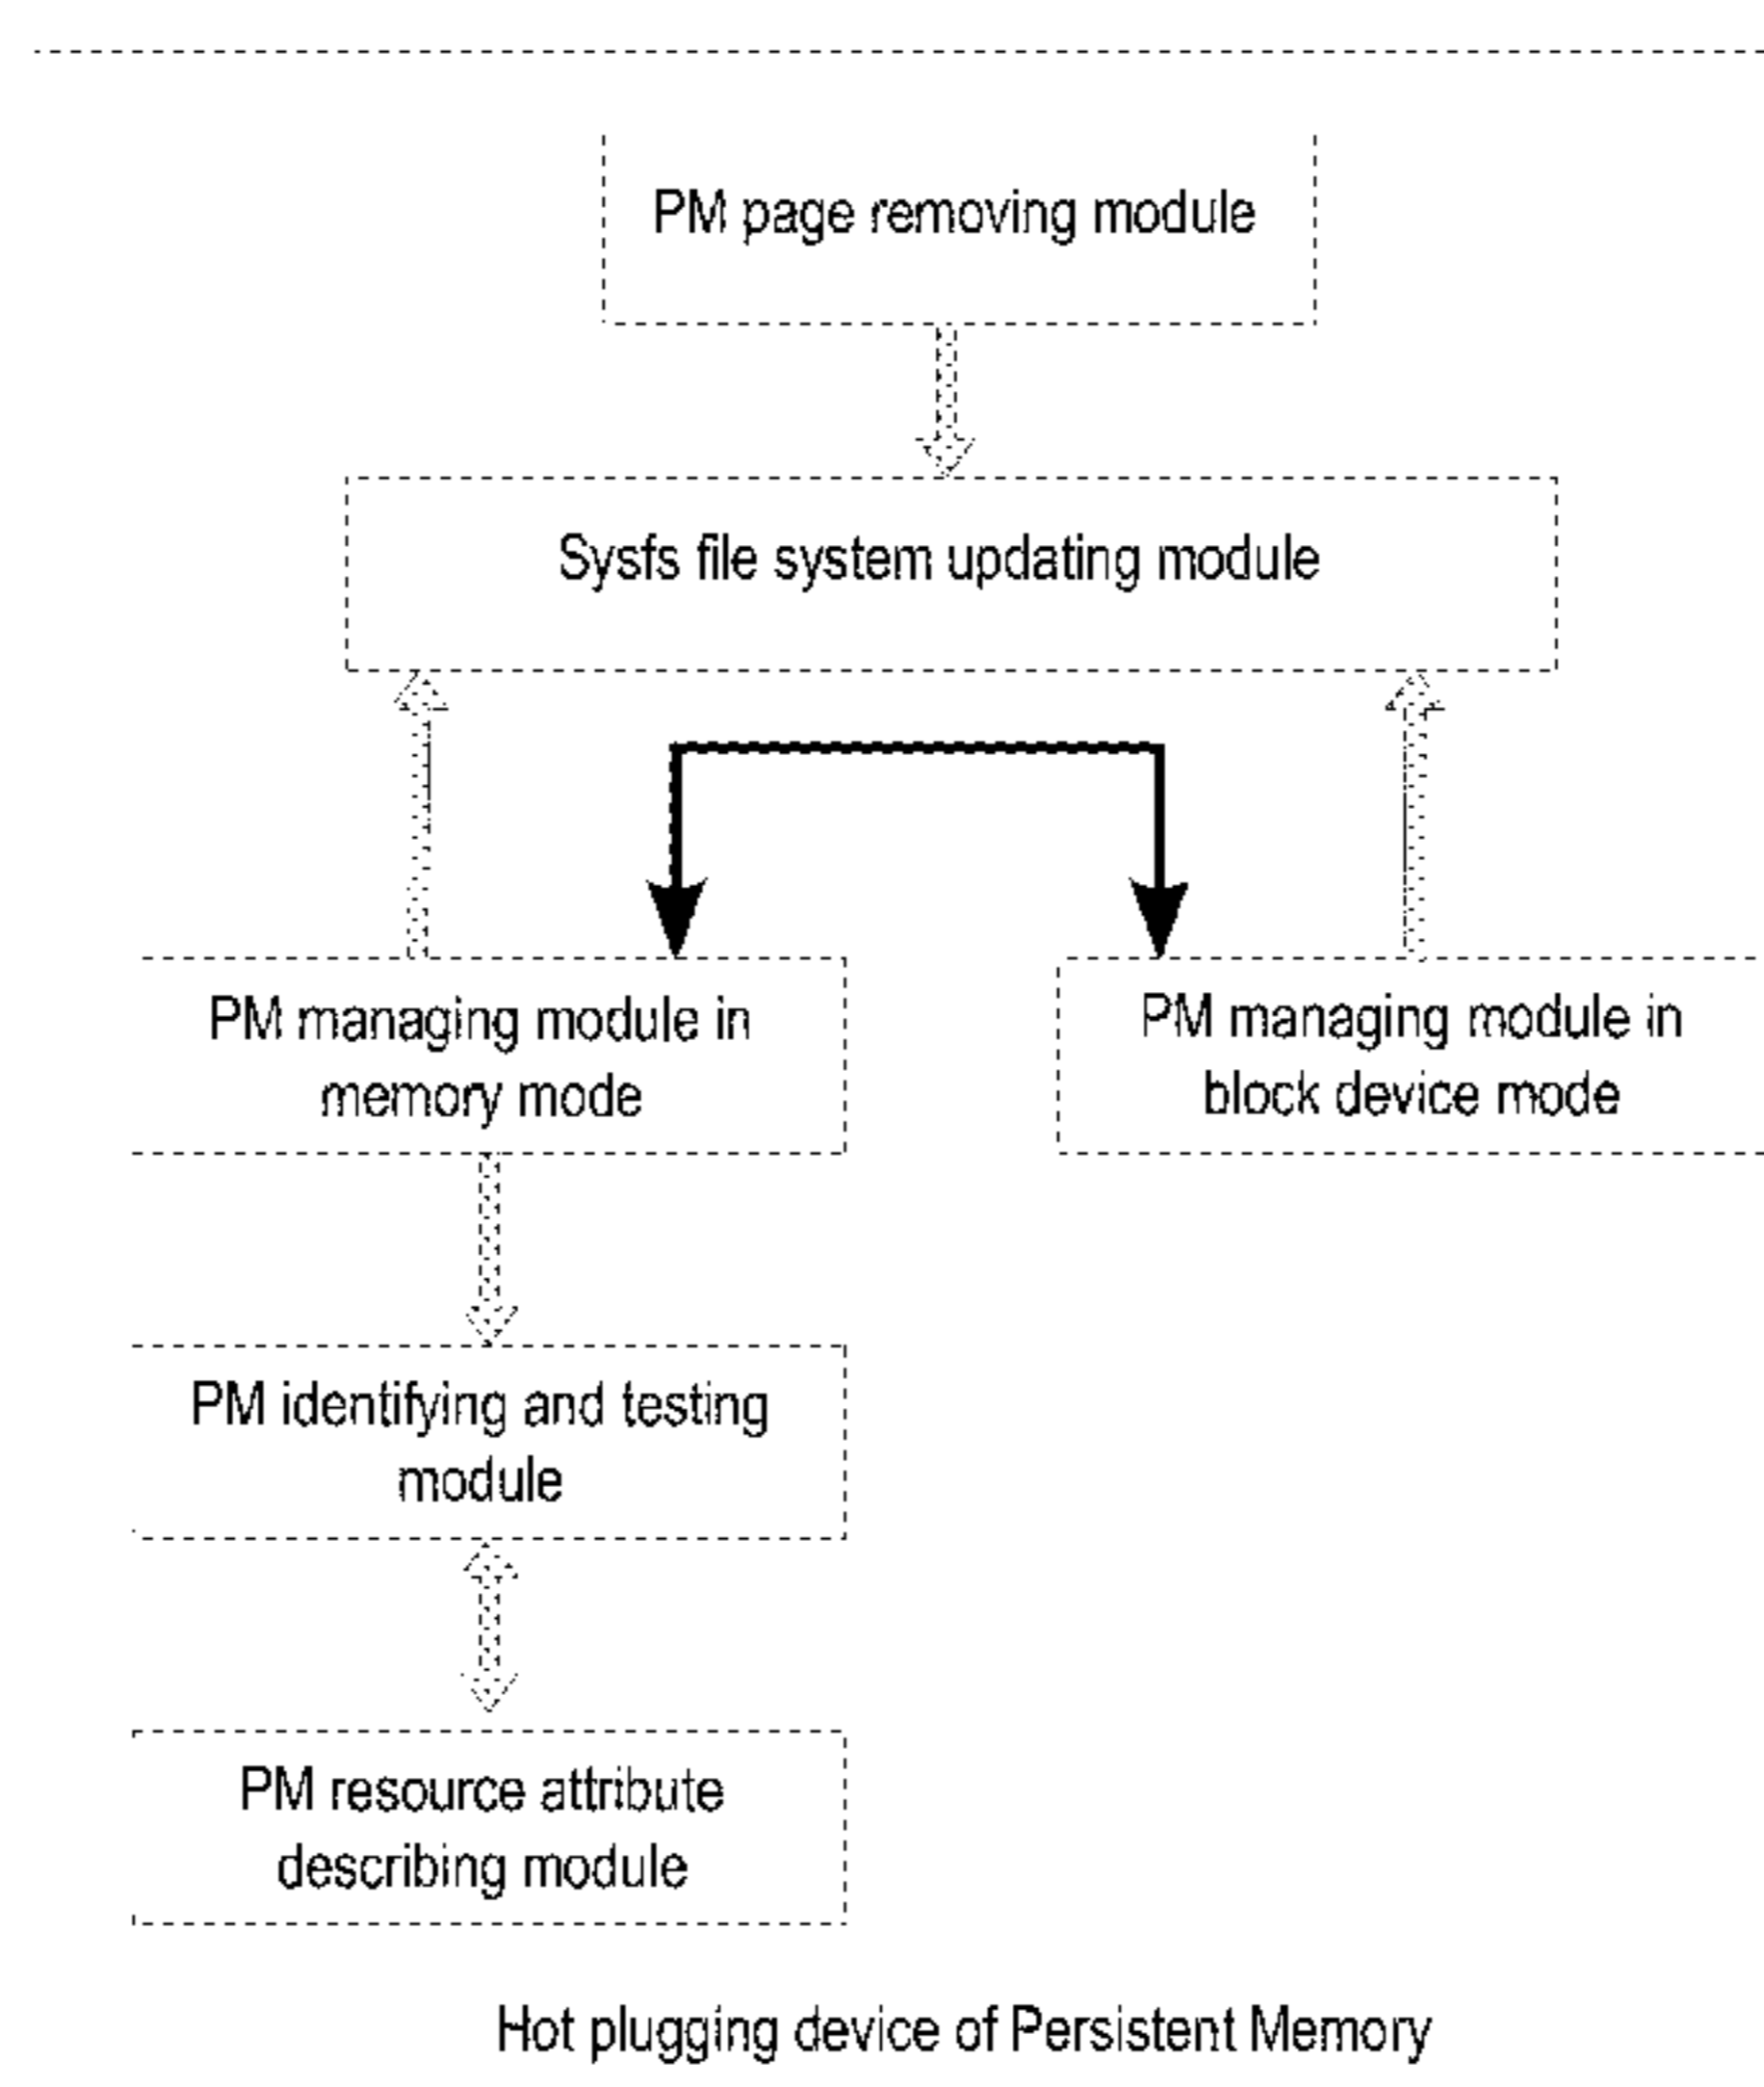 PM page removing module
Sysfs file system updating module
PM managing module in
memory mode
PM managing module in
block device mode
PM identifying and testing
module
PM resource attribute
describing module
Hot plugging device of Persistent Memory